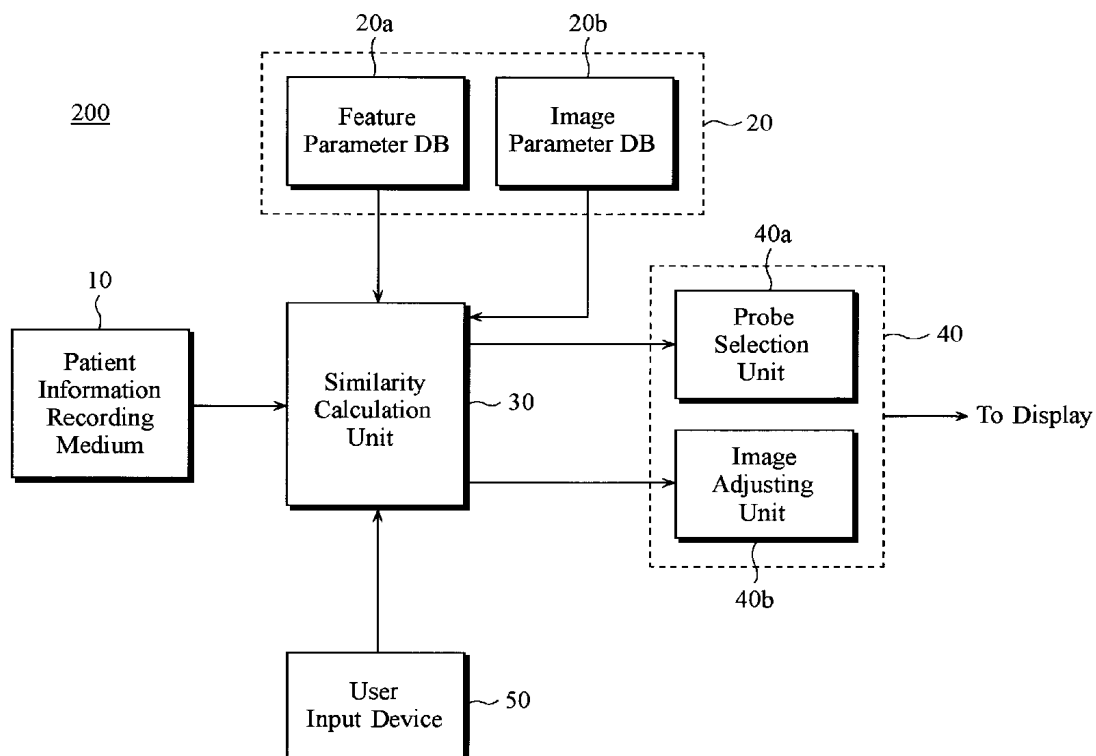 20a
20b
200
Feature
Parameter DB
Image
Parameter DB
20
40a
10
Patient
Information
Recording
Medium
Similarity
Calculation
Unit
30
Probe
Selection
Unit
40
To Display
Image
Adjusting
Unit
40b
User
Input Device
50